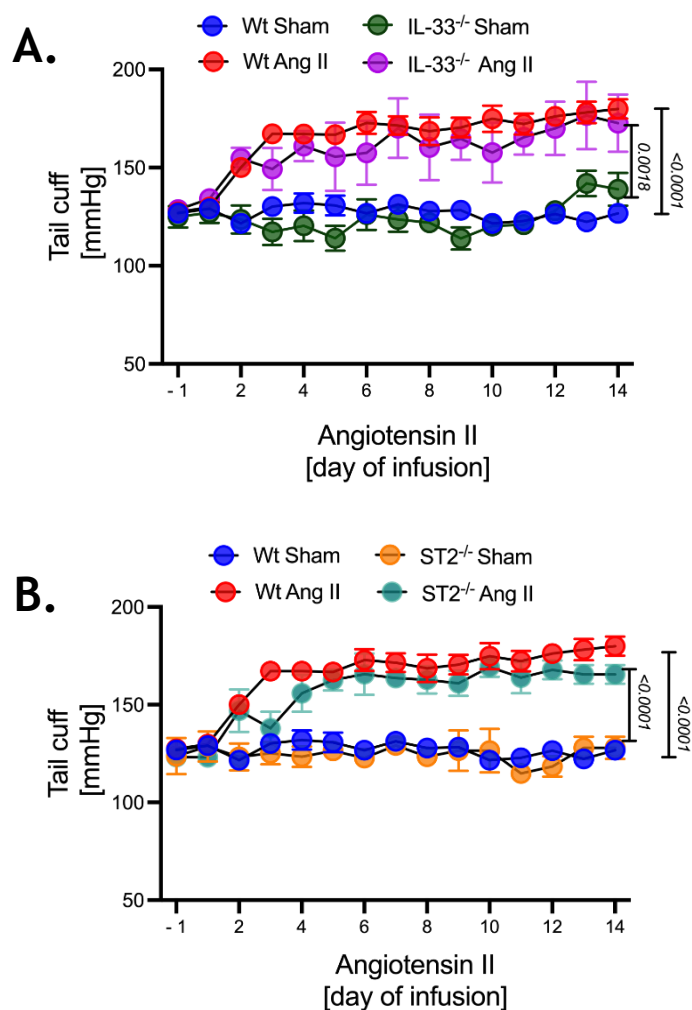 A.
Wt Sham IL-33⁻/⁻ Sham
Wt Ang II IL-33⁻/⁻ Ang II
200
150
100
50
Tail cuff
[mmHg]
0.0018
<0.0001
- 1 2 4 6 8 10 12 14
Angiotensin II
[day of infusion]
B.
Wt Sham ST2⁻/⁻ Sham
Wt Ang II ST2⁻/⁻ Ang II
200
150
100
50
Tail cuff
[mmHg]
<0.0001
<0.0001
- 1 2 4 6 8 10 12 14
Angiotensin II
[day of infusion]